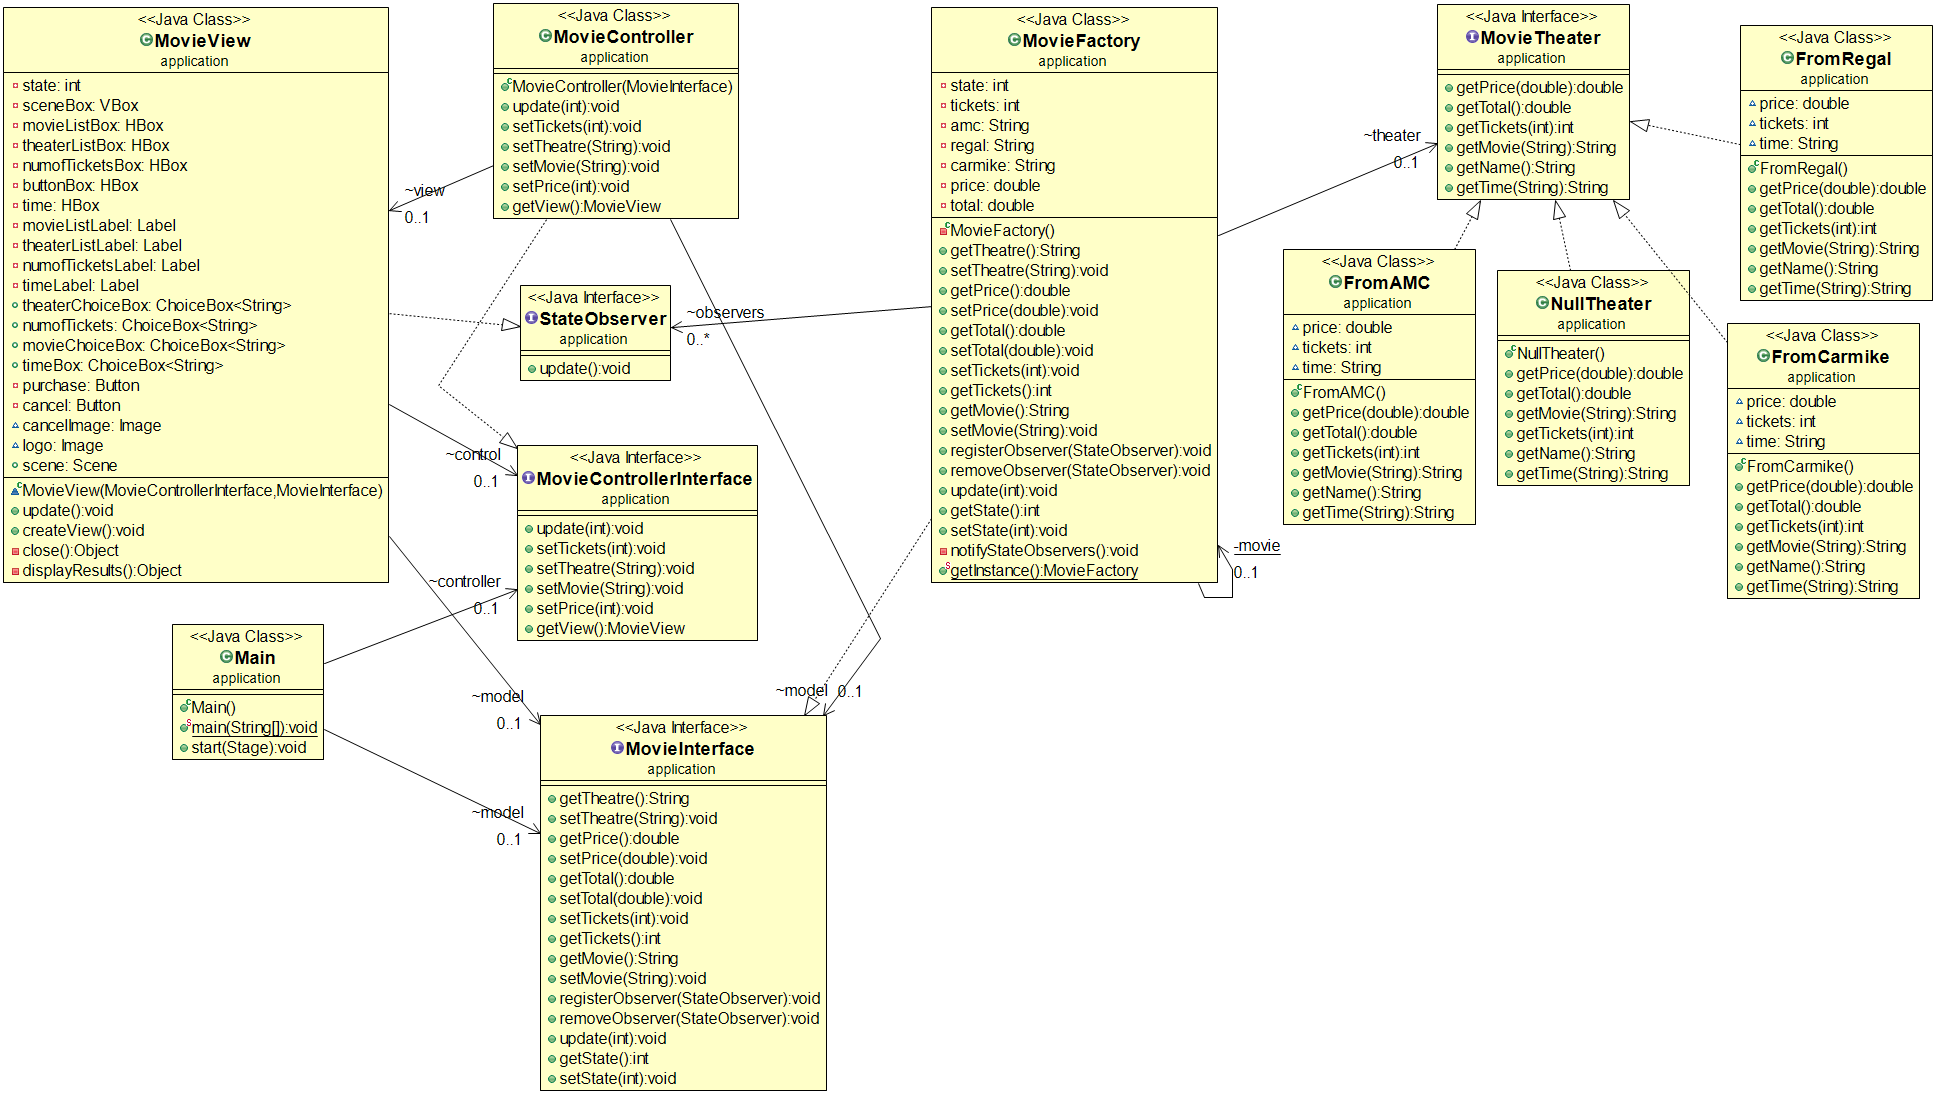 <<Java Class>>
MovieView
application
state: int
sceneBox: VBox
movieListBox: HBox
theaterListBox: HBox
numofTicketsBox: HBox
buttonBox: HBox
time: HBox
movieListLabel: Label
theaterListLabel: Label
numofTicketsLabel: Label
timeLabel: Label
theaterChoiceBox: ChoiceBox<String>
numofTickets: ChoiceBox<String>
movieChoiceBox: ChoiceBox<String>
timeBox: ChoiceBox<String>
purchase: Button
cancel: Button
cancelImage: Image
logo: Image
scene: Scene
MovieView(MovieControllerInterface,MovieInterface)
update():void
createView():void
close():Object
displayResults():Object
<<Java Class>>
MovieController
application
MovieController(MovieInterface)
update(int):void
setTickets(int):void
setTheatre(String):void
setMovie(String):void
setPrice(int):void
getView():MovieView
~view
0..1
<<Java Interface>>
StateObserver
application
update():void
~observers
0..*
~control
0..1
<<Java Interface>>
MovieControllerInterface
application
update(int):void
setTickets(int):void
setTheatre(String):void
setMovie(String):void
setPrice(int):void
getView():MovieView
~controller
0..1
<<Java Class>>
Main
application
Main()
main(String[]):void
start(Stage):void
~model
0..1
~model
0..1
~model
0..1
<<Java Interface>>
MovieInterface
application
getTheatre():String
setTheatre(String):void
getPrice():double
setPrice(double):void
getTotal():double
setTotal(double):void
setTickets(int):void
getTickets():int
getMovie():String
setMovie(String):void
registerObserver(StateObserver):void
removeObserver(StateObserver):void
update(int):void
getState():int
setState(int):void
<<Java Class>>
MovieFactory
application
state: int
tickets: int
amc: String
regal: String
carmike: String
price: double
total: double
MovieFactory()
getTheatre():String
setTheatre(String):void
getPrice():double
setPrice(double):void
getTotal():double
setTotal(double):void
setTickets(int):void
getTickets():int
getMovie():String
setMovie(String):void
registerObserver(StateObserver):void
removeObserver(StateObserver):void
update(int):void
getState():int
setState(int):void
notifyStateObservers():void
getInstance():MovieFactory
-movie
0..1
~theater
0..1
<<Java Interface>>
MovieTheater
application
getPrice(double):double
getTotal():double
getTickets(int):int
getMovie(String):String
getName():String
getTime(String):String
<<Java Class>>
FromAMC
application
price: double
tickets: int
time: String
FromAMC()
getPrice(double):double
getTotal():double
getTickets(int):int
getMovie(String):String
getName():String
getTime(String):String
<<Java Class>>
NullTheater
application
NullTheater()
getPrice(double):double
getTotal():double
getMovie(String):String
getTickets(int):int
getName():String
getTime(String):String
<<Java Class>>
FromRegal
application
price: double
tickets: int
time: String
FromRegal()
getPrice(double):double
getTotal():double
getTickets(int):int
getMovie(String):String
getName():String
getTime(String):String
<<Java Class>>
FromCarmike
application
price: double
tickets: int
time: String
FromCarmike()
getPrice(double):double
getTotal():double
getTickets(int):int
getMovie(String):String
getName():String
getTime(String):String